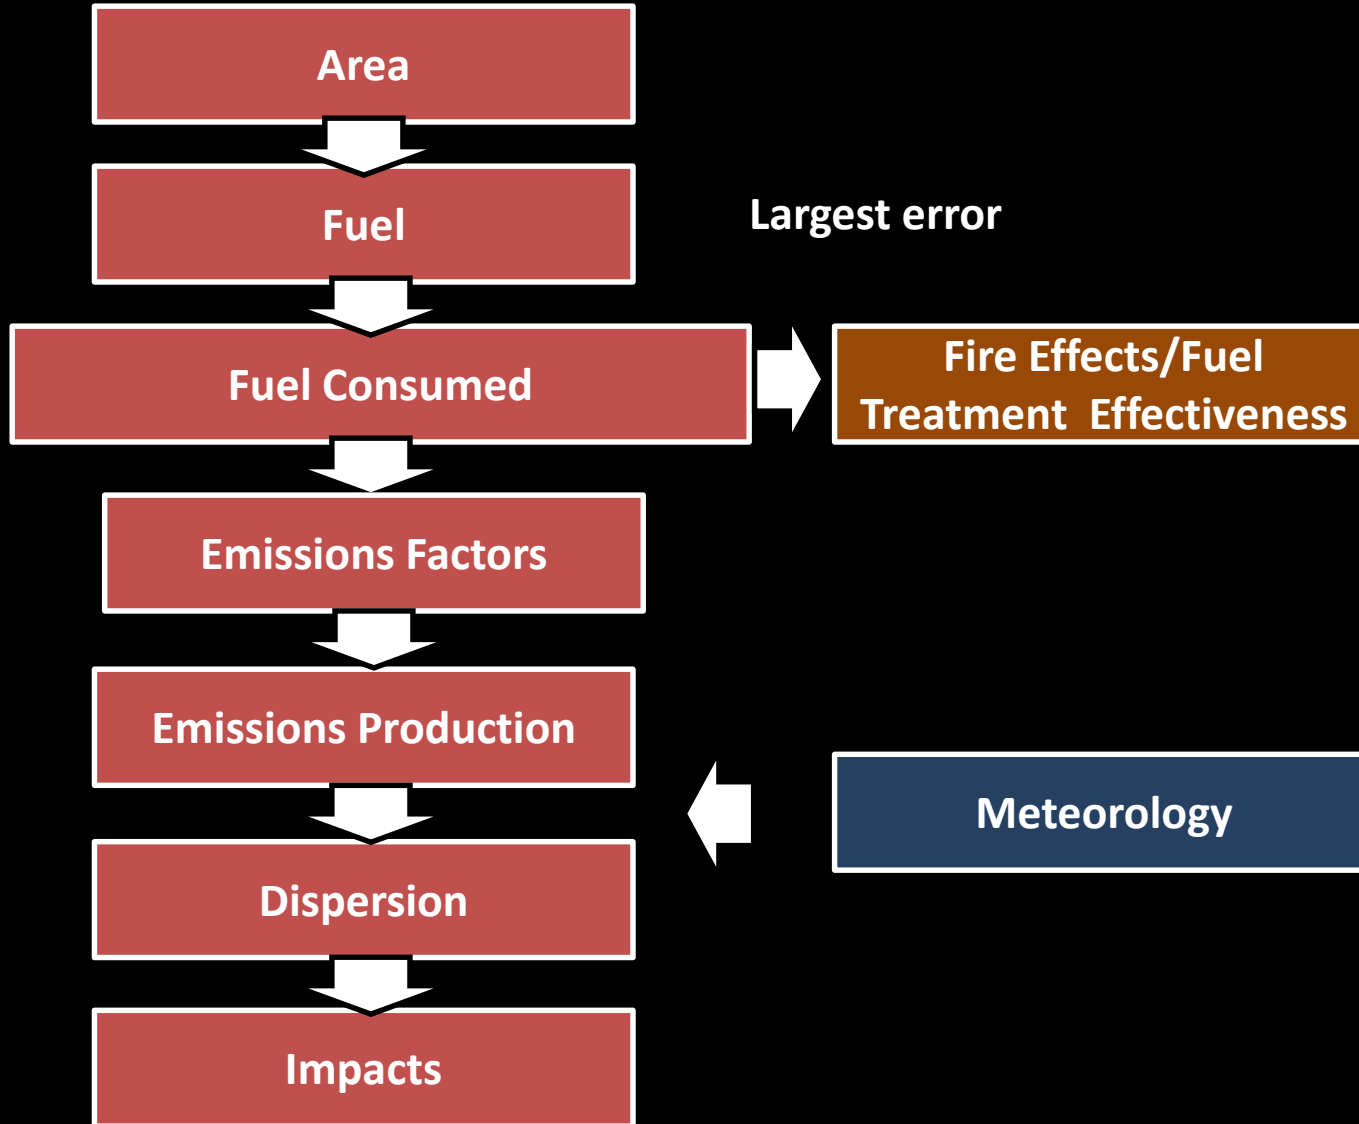 Area
Fuel
Largest error
Fuel Consumed
Fire Effects/Fuel
Treatment  Effectiveness
Emissions Factors
Emissions Production
Meteorology
Dispersion
Impacts